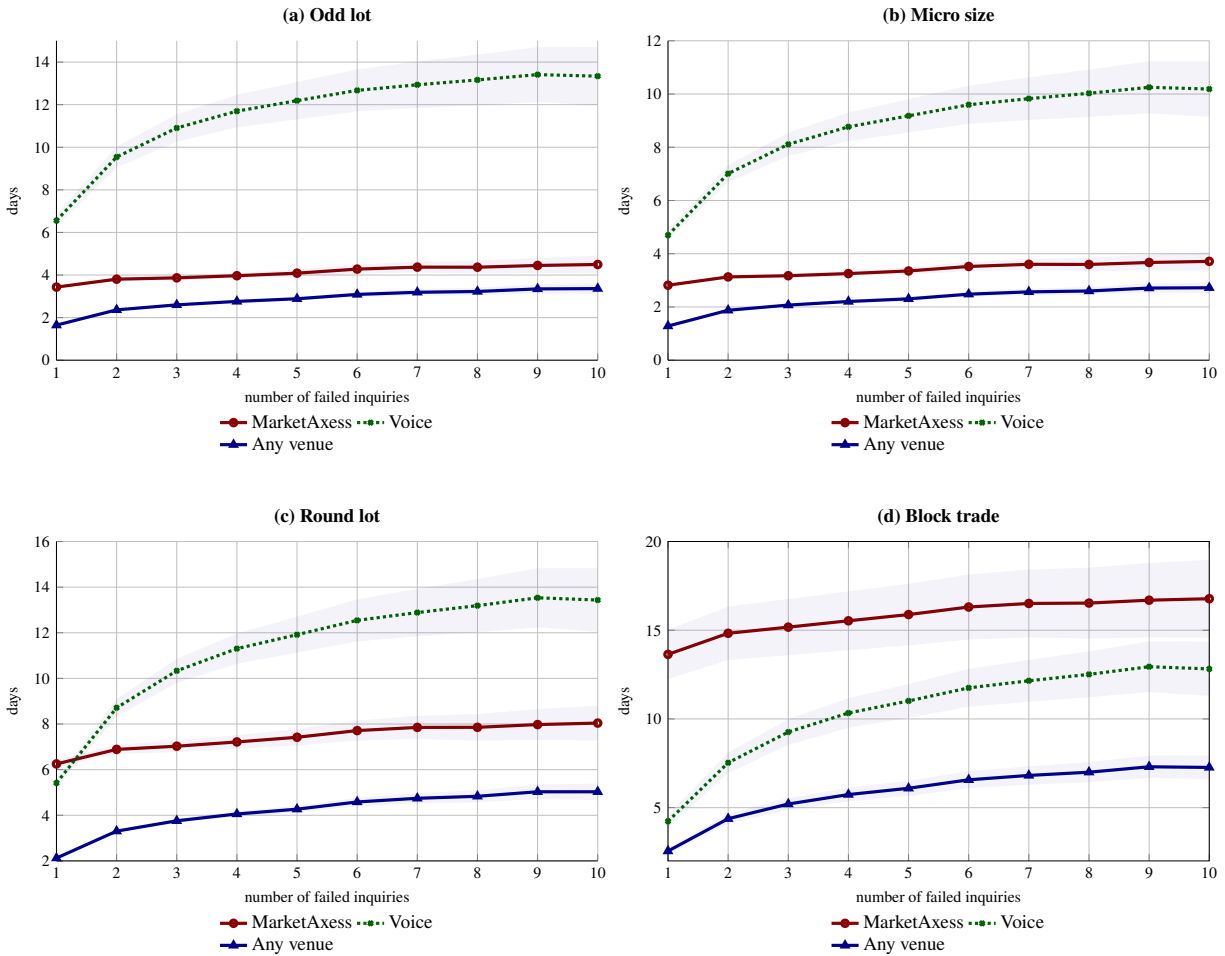 (a) Odd lot
14
12
10
8
6
4
2
0
days
1 2 3 4 5 6 7 8 9 10
number of failed inquiries
MarketAxess Voice
Any venue
(b) Micro size
12
10
8
6
4
2
0
days
1 2 3 4 5 6 7 8 9 10
number of failed inquiries
MarketAxess Voice
Any venue
(c) Round lot
16
14
12
10
8
6
4
2
days
1 2 3 4 5 6 7 8 9 10
number of failed inquiries
MarketAxess Voice
Any venue
(d) Block trade
20
15
10
5
days
1 2 3 4 5 6 7 8 9 10
number of failed inquiries
MarketAxess Voice
Any venue